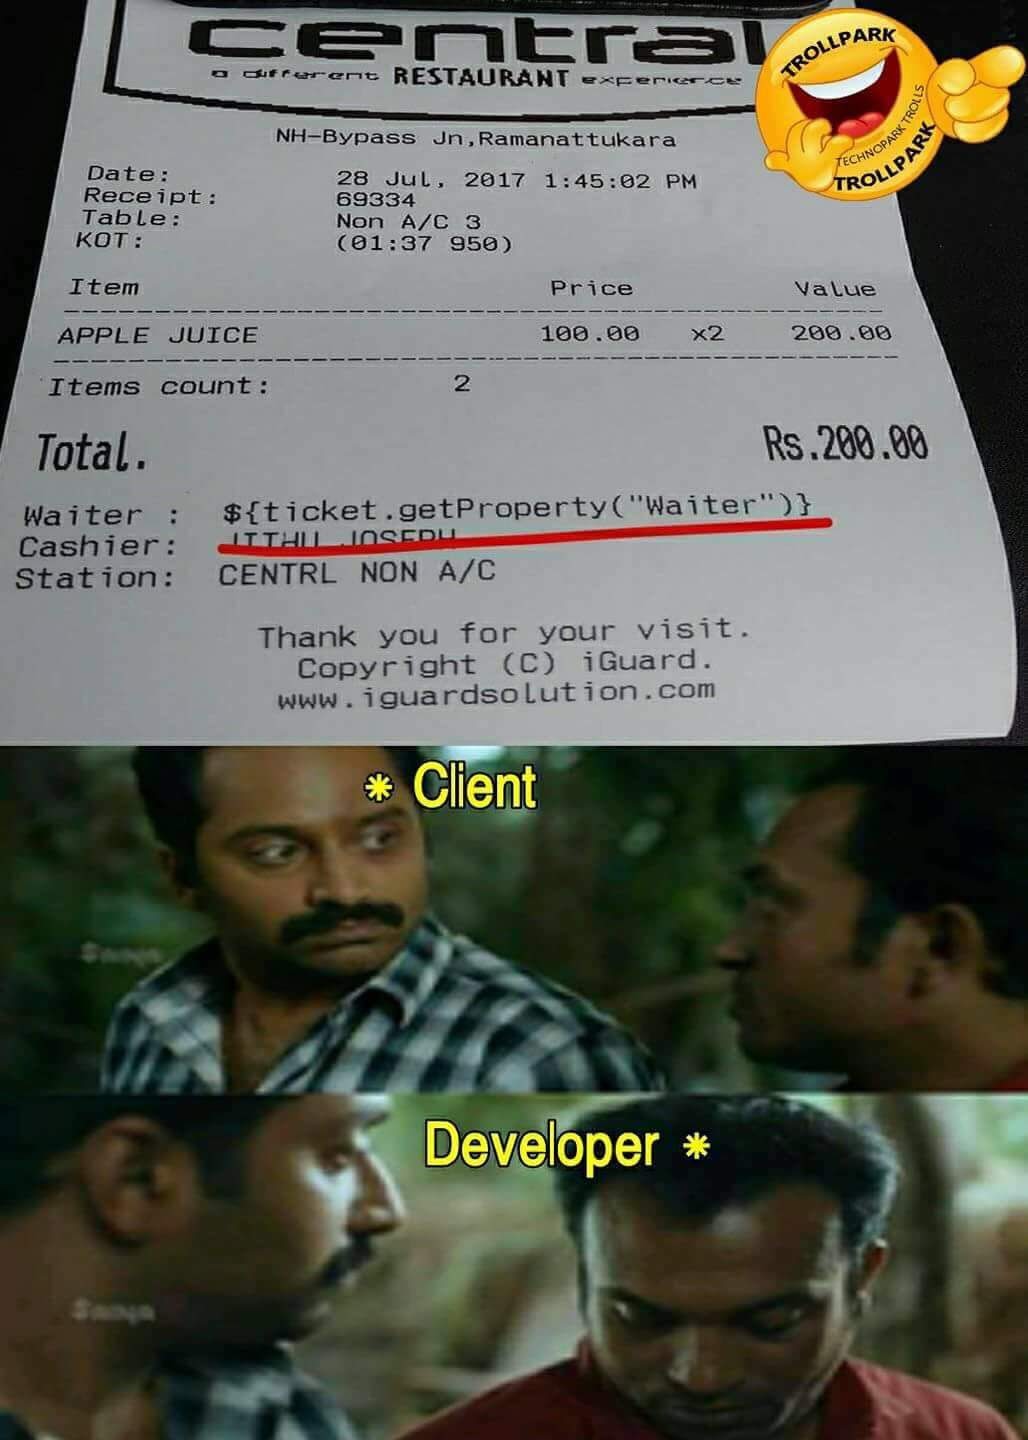 central
a different RESTAURANT experience
TROLLPARK
TECHNOPARK TROLLS
TROLLPARK
NH-Bypass Jn,Ramanattukara
Date: 28 Jul, 2017 1:45:02 PM
Receipt: 69334
Table: Non A/C 3
KOT: (01:37 950)
Item Price Value
APPLE JUICE 100.00 x2 200.00
Items count: 2
Total. Rs.200.00
Waiter : ${ticket.getProperty("Waiter")}
Cashier: JITHU JOSEPH
Station: CENTRL NON A/C
Thank you for your visit.
Copyright (C) iGuard.
www.iguardsolution.com
* Client
Developer *